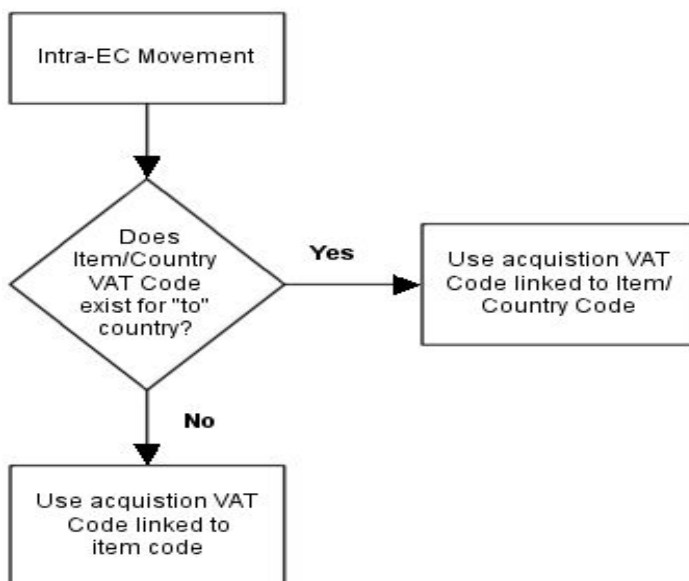 Intra-EC Movement
Does
Item/Country
VAT Code
exist for "to"
country?
Yes
Use acquistion VAT
Code linked to Item/
Country Code
No
Use acquistion VAT
Code linked to
item code